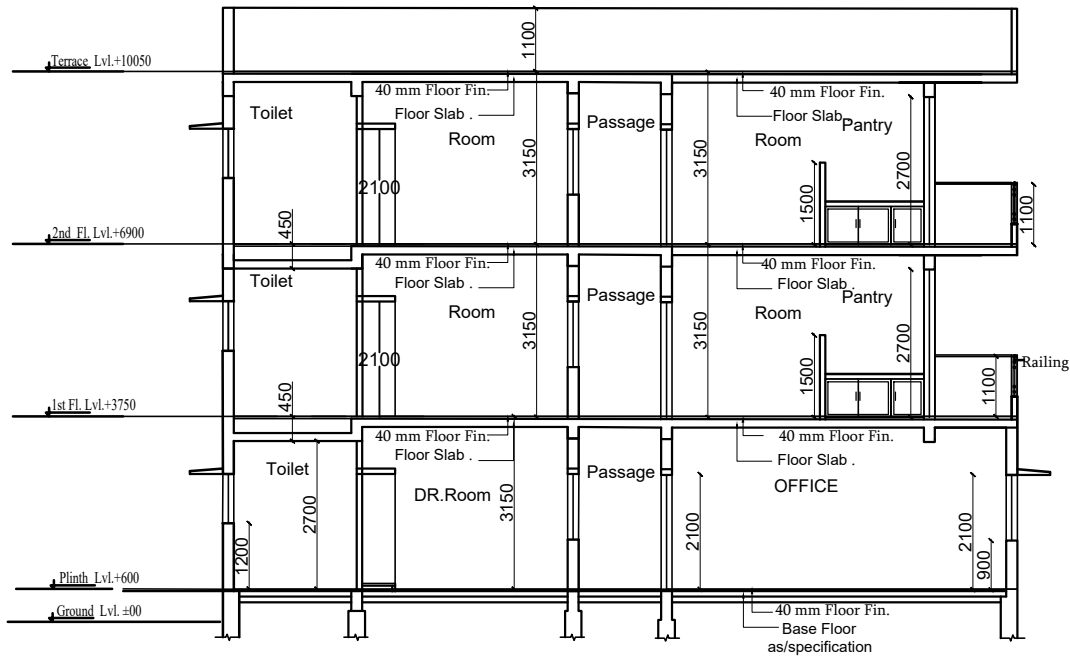 1100
Terrace Lvl.+10050
40 mm Floor Fin.
40 mm Floor Fin.
Toilet
Floor Slab .
Floor Slab .
Room
Passage
Room
Pantry
3150
3150
2700
2100
1500
1100
450
2nd Fl. Lvl.+6900
40 mm Floor Fin.
40 mm Floor Fin.
Toilet
Floor Slab .
Floor Slab .
Room
Passage
Room
Pantry
3150
3150
2700
2100
1500
Railing
1100
450
1st Fl. Lvl.+3750
40 mm Floor Fin.
40 mm Floor Fin.
Floor Slab .
Floor Slab .
Toilet
DR.Room
Passage
OFFICE
2700
3150
2100
2100
1200
900
Plinth Lvl.+600
Ground Lvl. ±00
40 mm Floor Fin.
Base Floor
as/specification